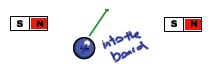 S N S N
into the
board